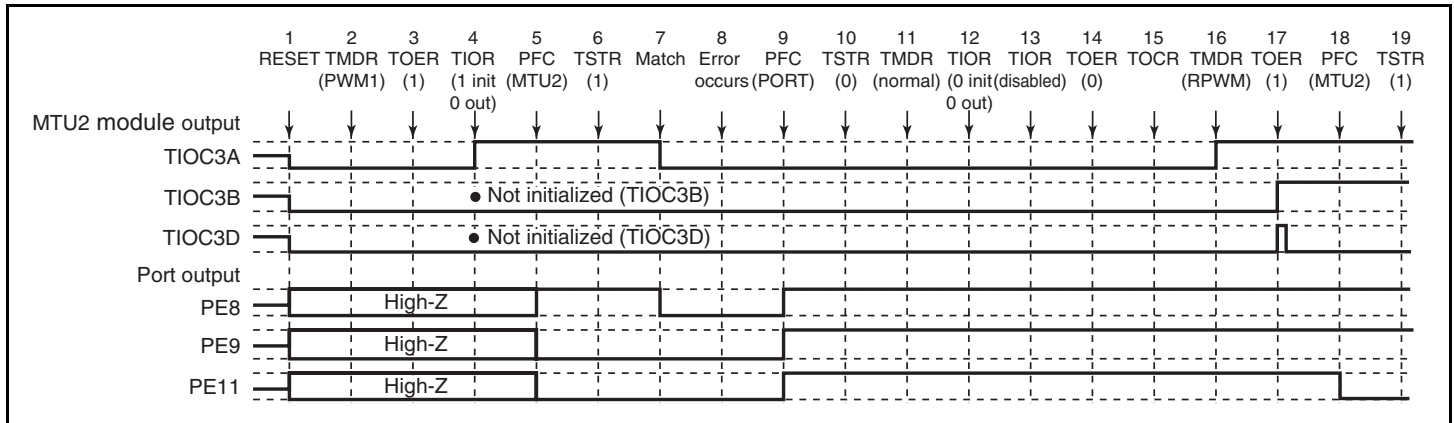 1 2 3 4 5 6 7 8 9 10 11 12 13 14 15 16 17 18 19
RESET TMDR TOER TIOR PFC TSTR Match Error PFC TSTR TMDR TIOR TIOR TOER TOCR TMDR TOER PFC TSTR
(PWM1) (1) (1 init (MTU2) (1) occurs (PORT) (0) (normal) (0 init (disabled) (0) (RPWM) (1) (MTU2) (1)
0 out) 0 out)
MTU2 module output
TIOC3A
TIOC3B ● Not initialized (TIOC3B)
TIOC3D ● Not initialized (TIOC3D)
Port output
PE8 High-Z
PE9 High-Z
PE11 High-Z